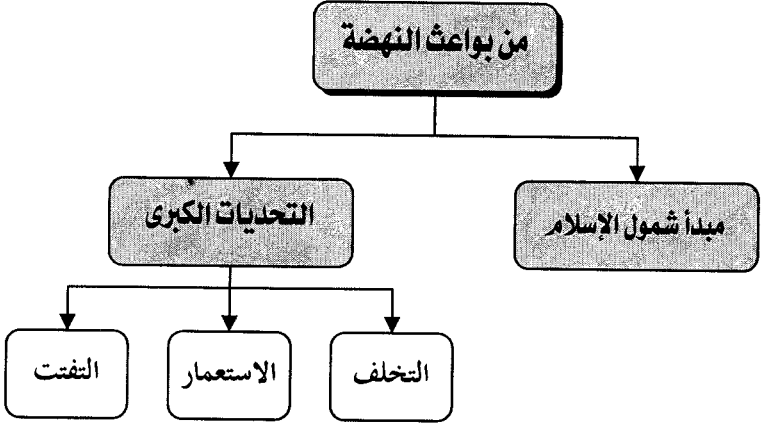 من بواعث النهضة
مبدأ شمول الإسلام
التحديات الكبرى
التخلف
الاستعمار
التفتت